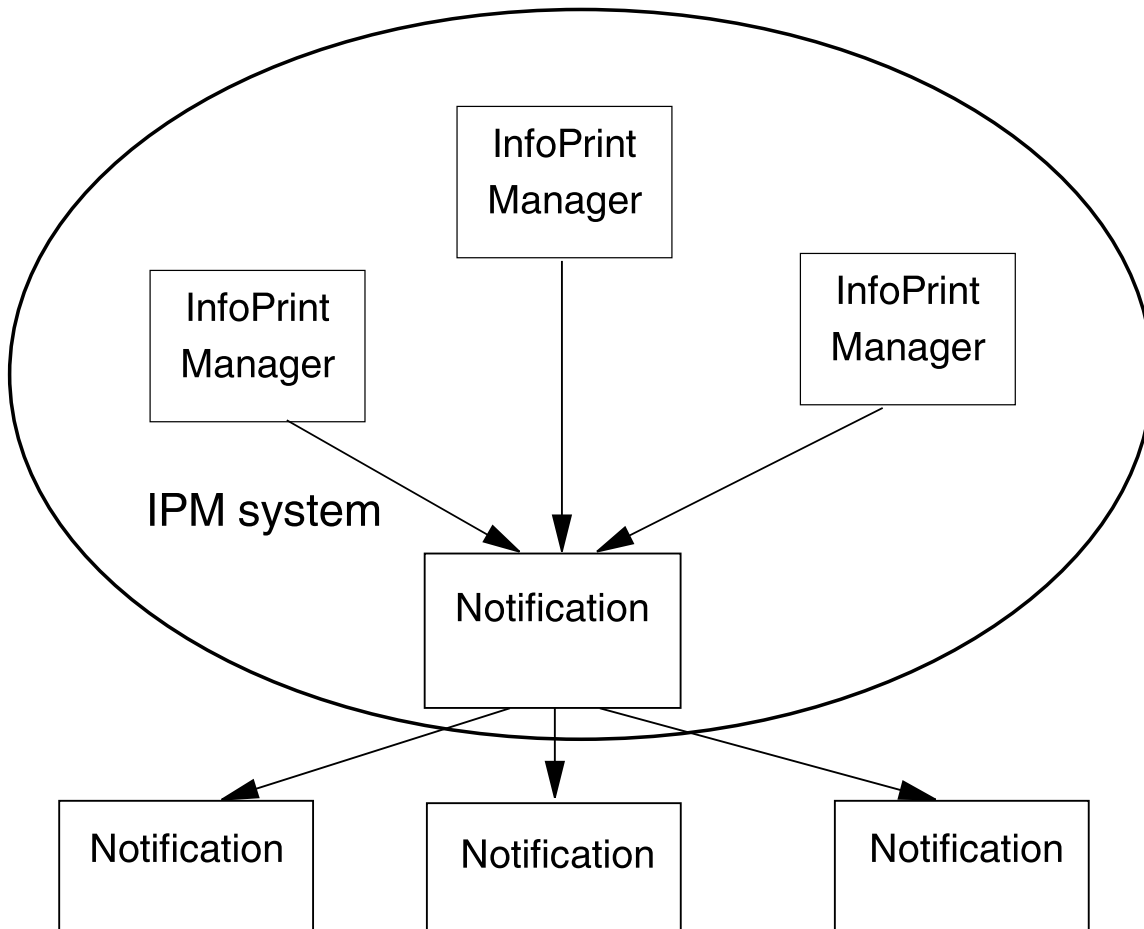 InfoPrint
Manager
InfoPrint
Manager
InfoPrint
Manager
IPM system
Notification
Notification
Notification
Notification